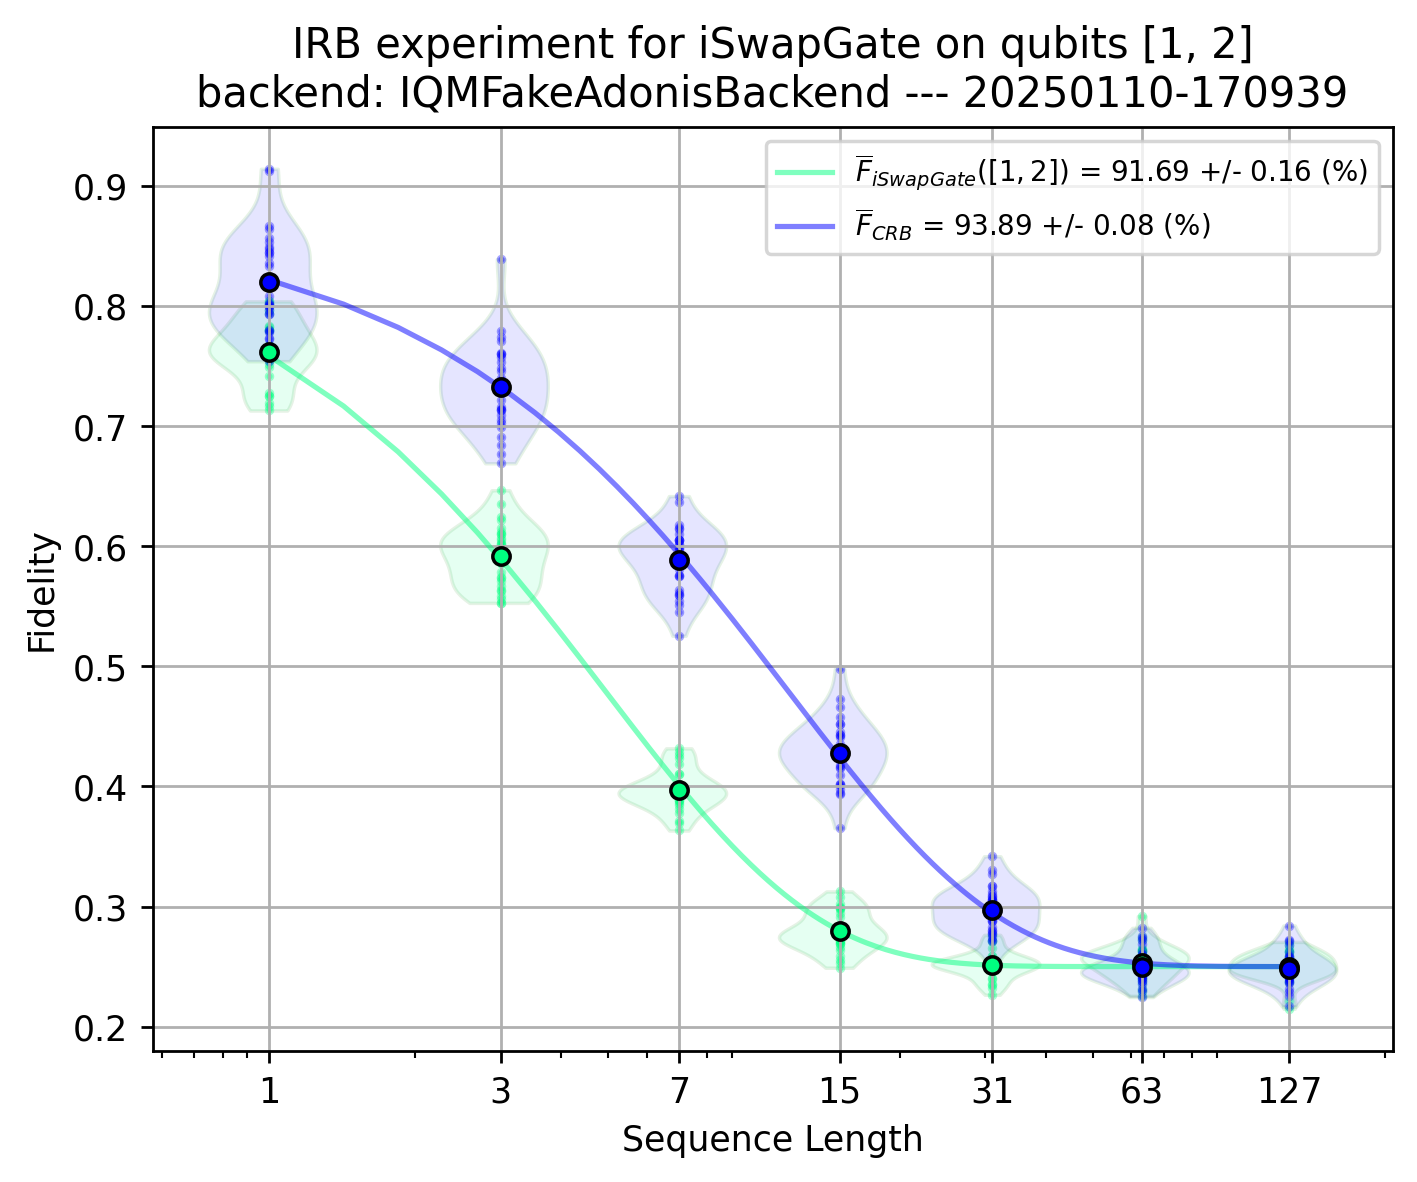 IRB experiment for iSwapGate on qubits [1, 2]
backend: IQMFakeAdonisBackend --- 20250110-170939
F̅_iSwapGate([1, 2]) = 91.69 +/- 0.16 (%)
F̅_CRB = 93.89 +/- 0.08 (%)
Fidelity
0.9
0.8
0.7
0.6
0.5
0.4
0.3
0.2
1 3 7 15 31 63 127
Sequence Length